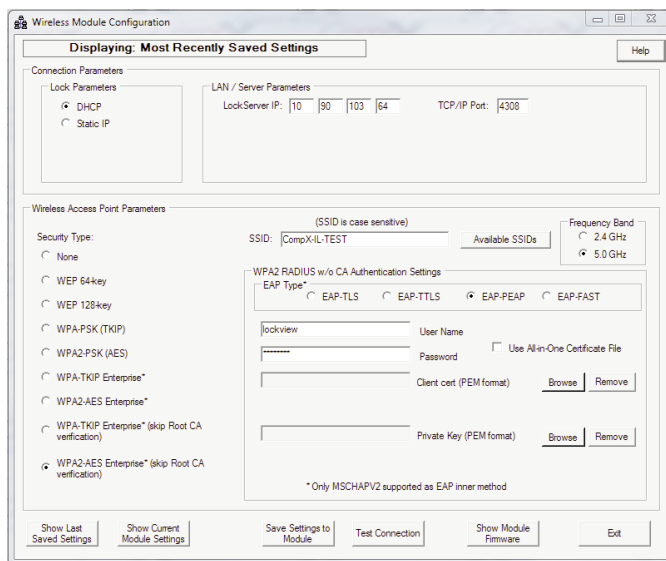 Wireless Module Configuration
Displaying: Most Recently Saved Settings
Help
Connection Parameters
Lock Parameters
DHCP
Static IP
LAN / Server Parameters
LockServer IP: 10 90 103 64 TCP/IP Port: 4308
Wireless Access Point Parameters
Security Type:
None
WEP 64-key
WEP 128-key
WPA-PSK (TKIP)
WPA2-PSK (AES)
WPA-TKIP Enterprise*
WPA2-AES Enterprise*
WPA-TKIP Enterprise* (skip Root CA
verification)
WPA2-AES Enterprise* (skip Root CA
verification)
(SSID is case sensitive)
SSID: CompX-IL-TEST Available SSIDs
Frequency Band
2.4 GHz
5.0 GHz
WPA2 RADIUS w/o CA Authentication Settings
EAP Type*
EAP-TLS EAP-TTLS EAP-PEAP EAP-FAST
lockview User Name
Use All-in-One Certificate File
******** Password
Client cert (PEM format) Browse Remove
Private Key (PEM format) Browse Remove
* Only MSCHAPV2 supported as EAP inner method
Show Last
Saved Settings
Show Current
Module Settings
Save Settings to
Module
Test Connection
Show Module
Firmware
Exit